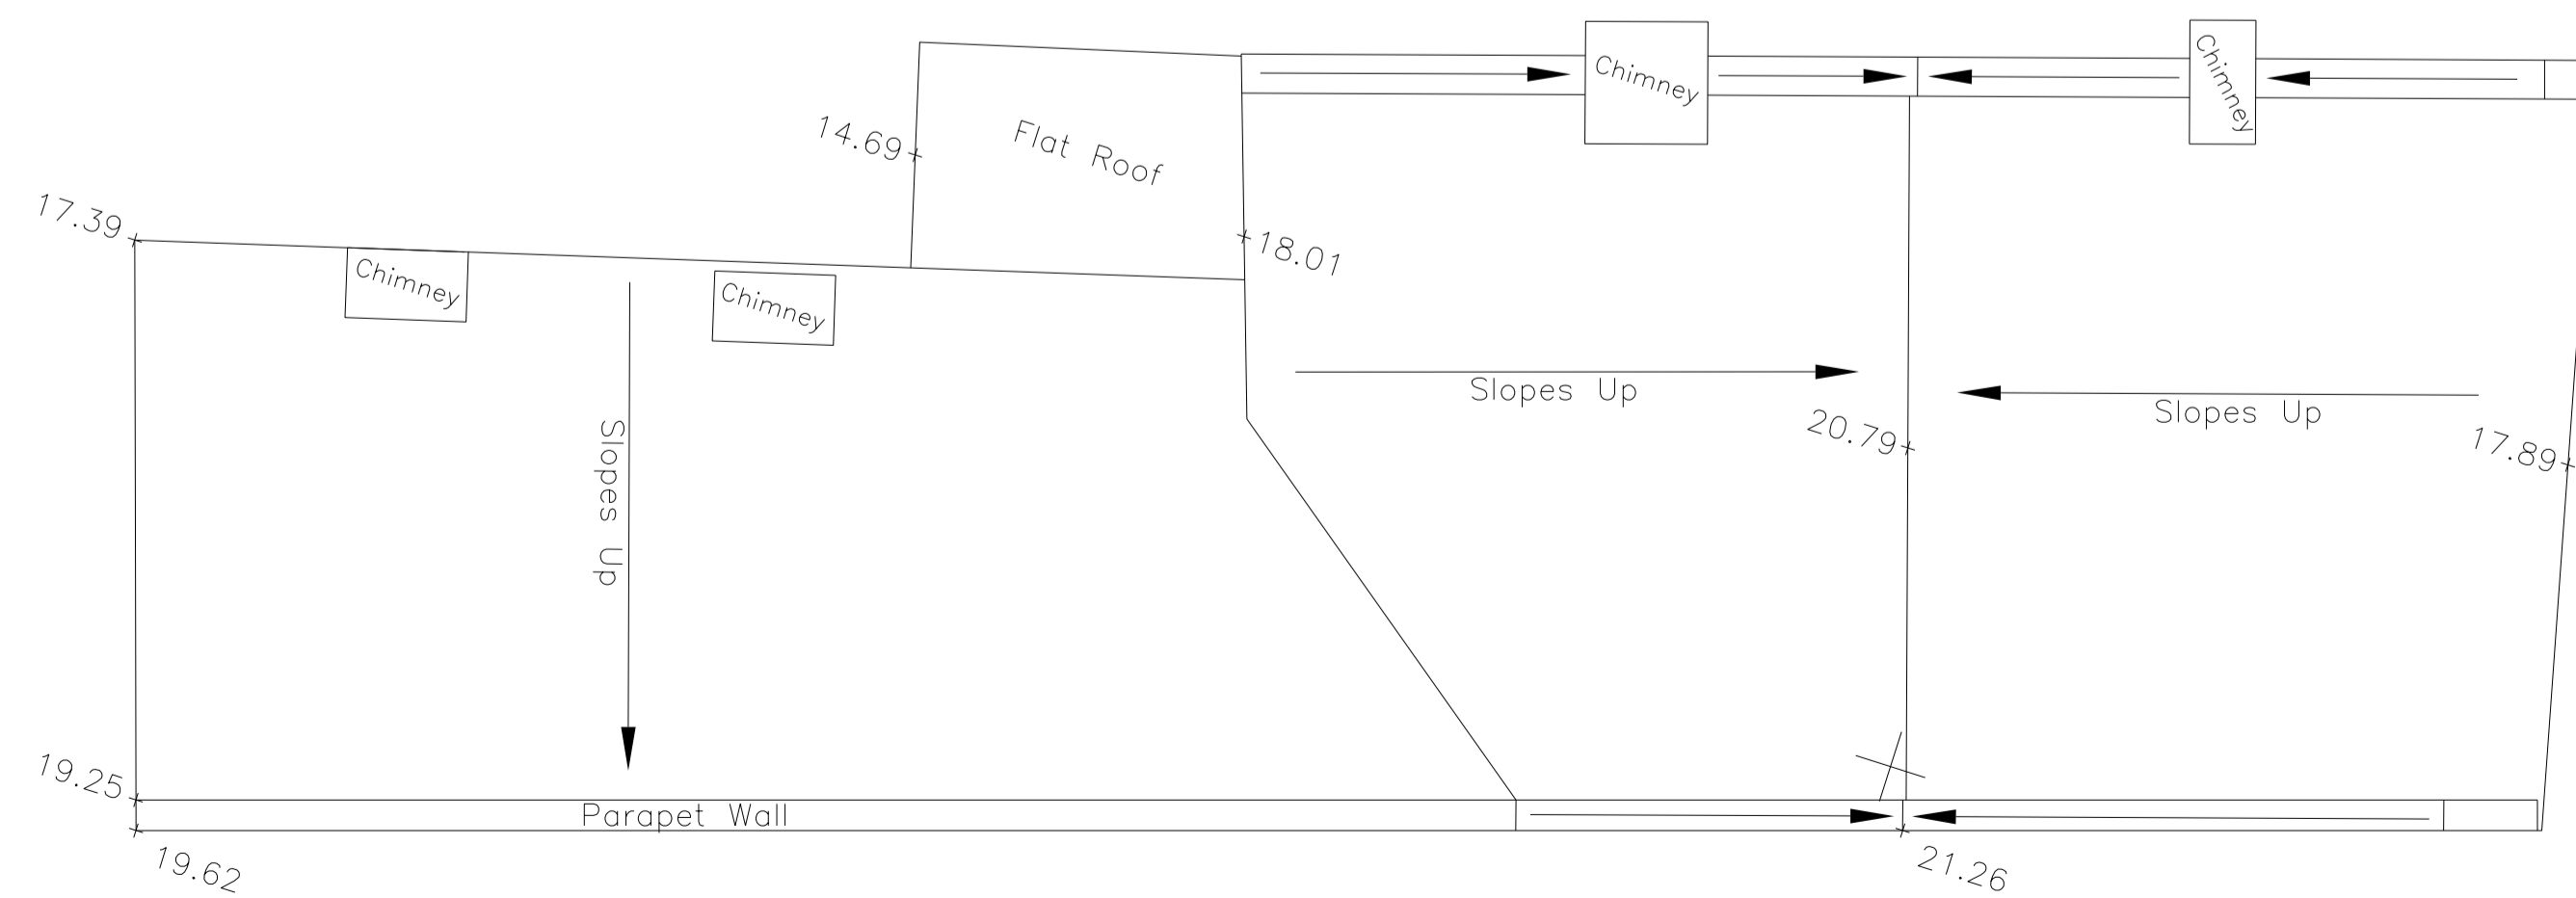 Chimney
Chimney
14.69
Flat Roof
17.39
18.01
Chimney
Chimney
Slopes Up
Slopes Up
20.79
17.89
Slopes Up
19.25
Parapet Wall
19.62
21.26